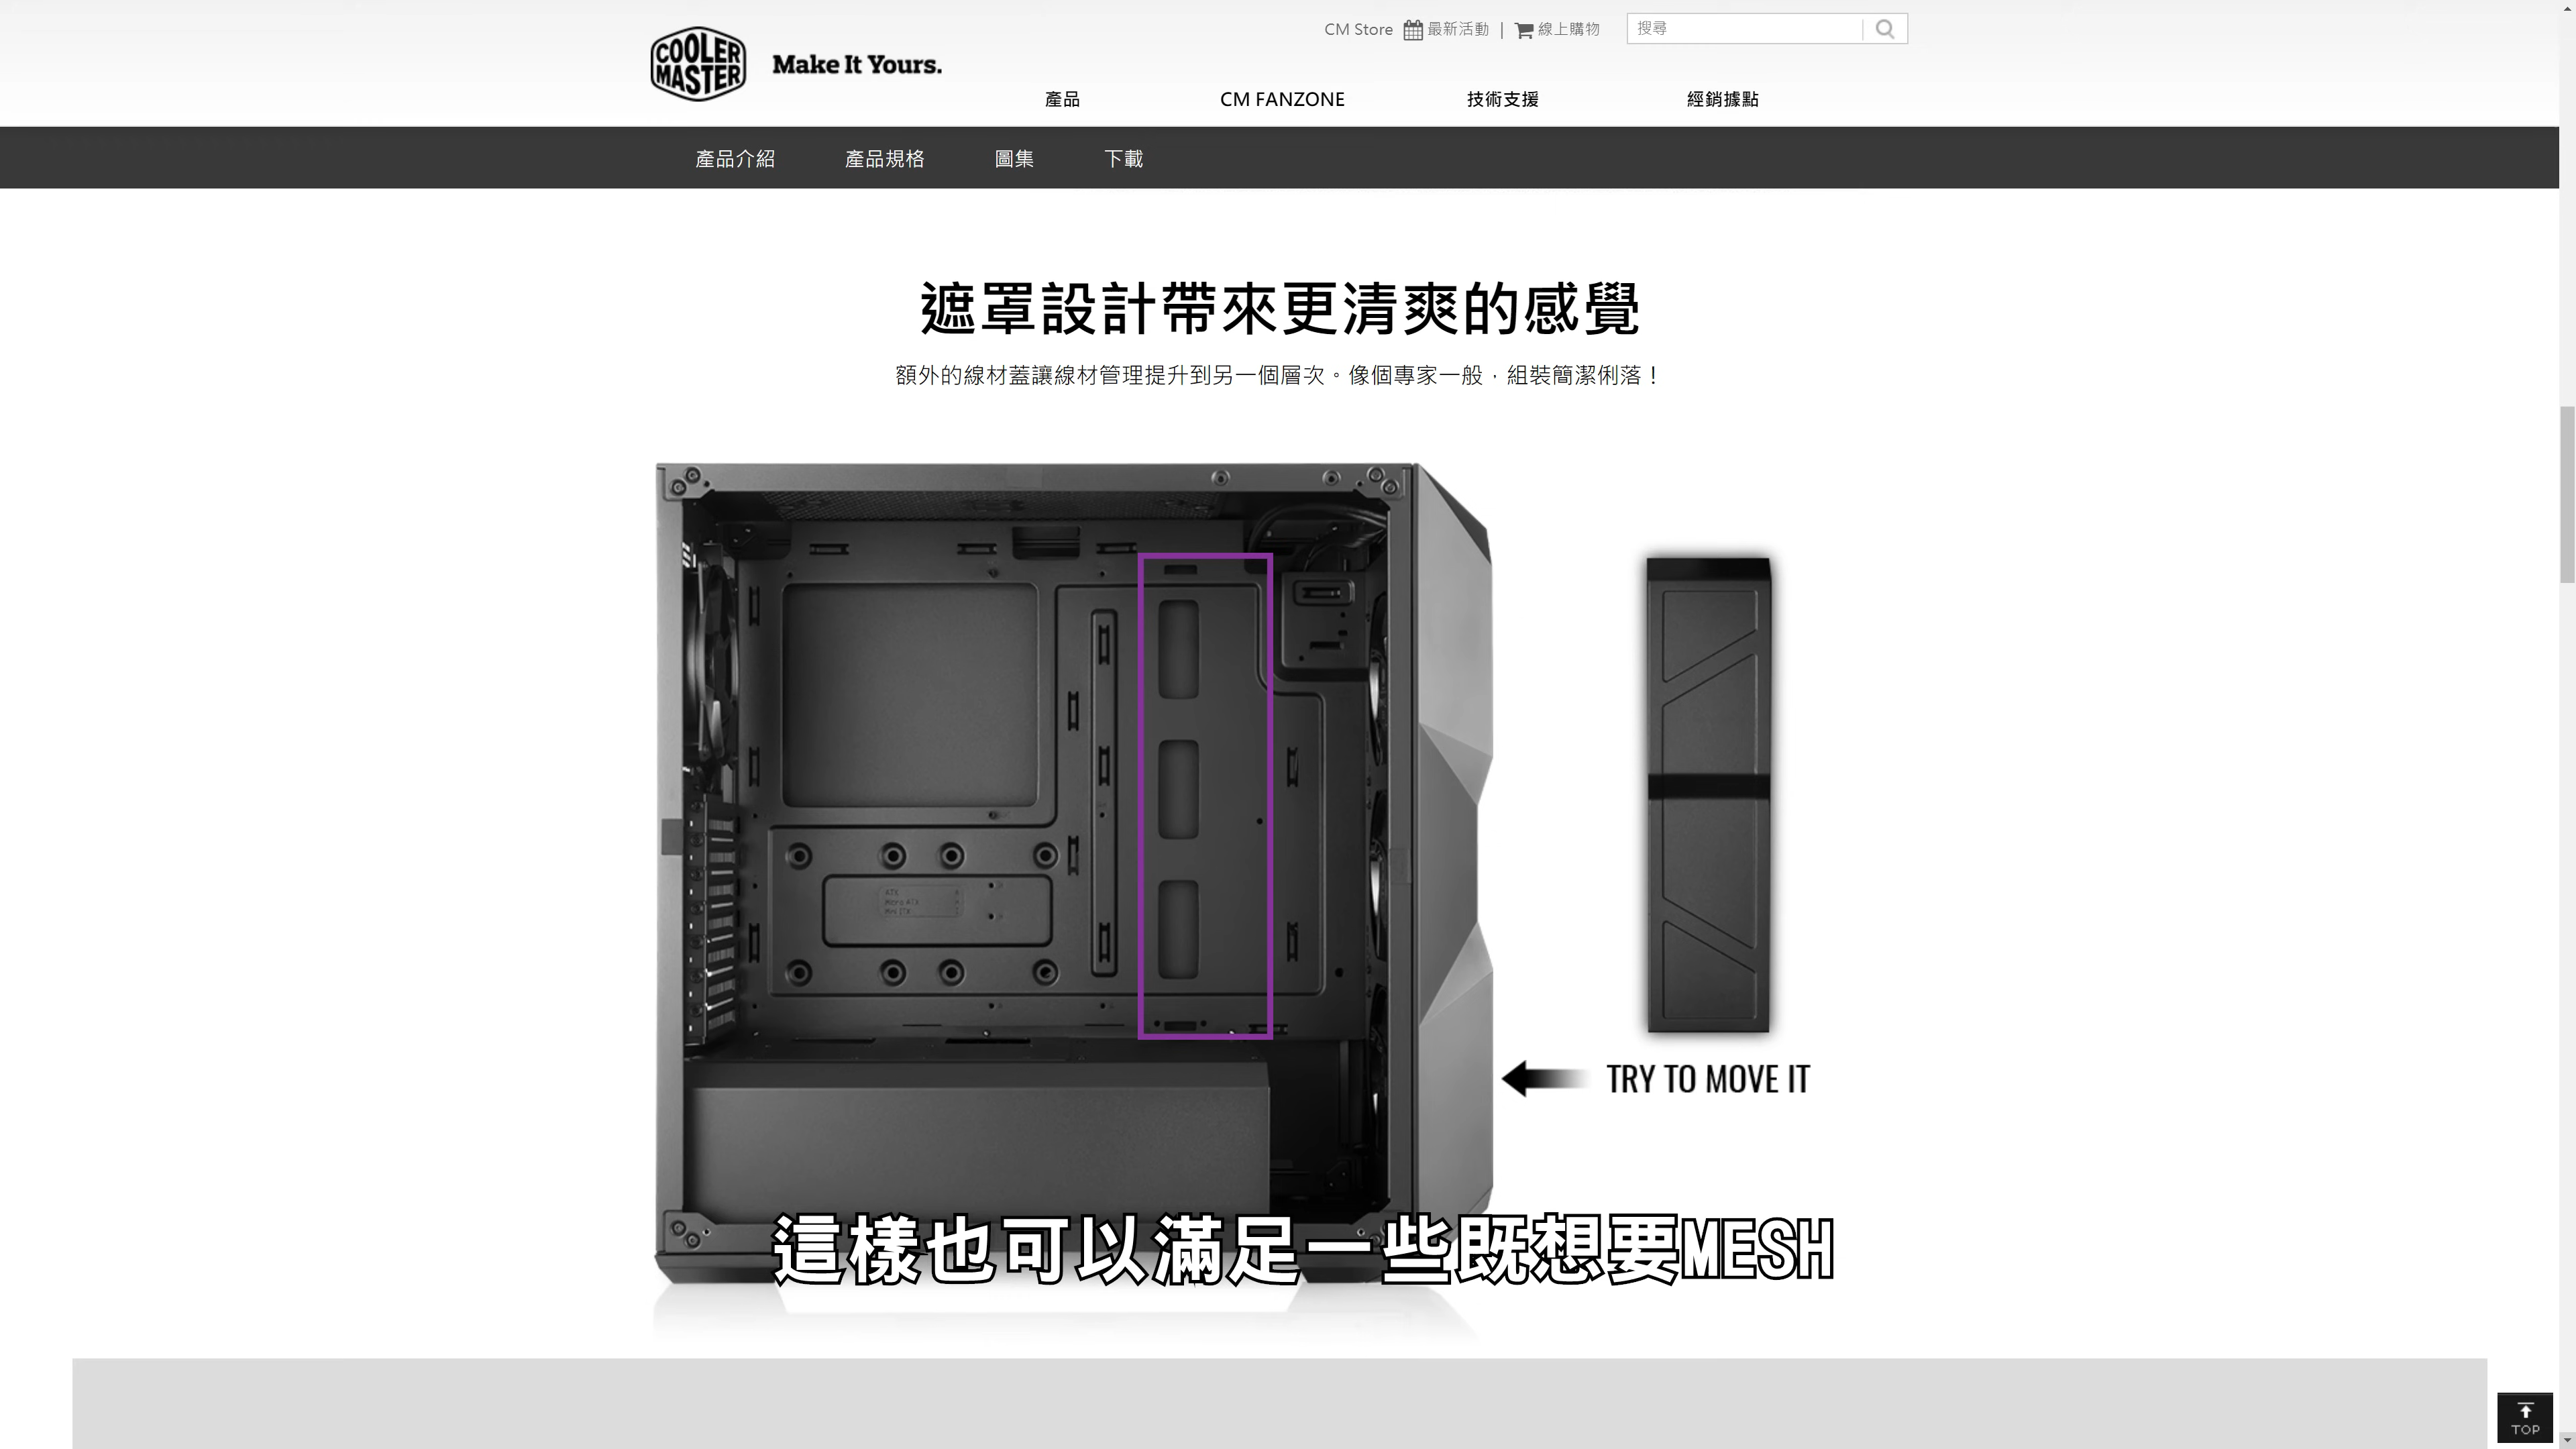 CM Store 最新活動 | 線上購物 搜尋
COOLER
MASTER
Make It Yours.
產品 CM FANZONE 技術支援 經銷據點
產品介紹 產品規格 圖集 下載
遮罩設計帶來更清爽的感覺
額外的線材蓋讓線材管理提升到另一個層次。像個專家一般，組裝簡潔俐落！
ATX
Micro ATX
Mini ITX
TRY TO MOVE IT
這樣也可以滿足一些既想要MESH
TOP